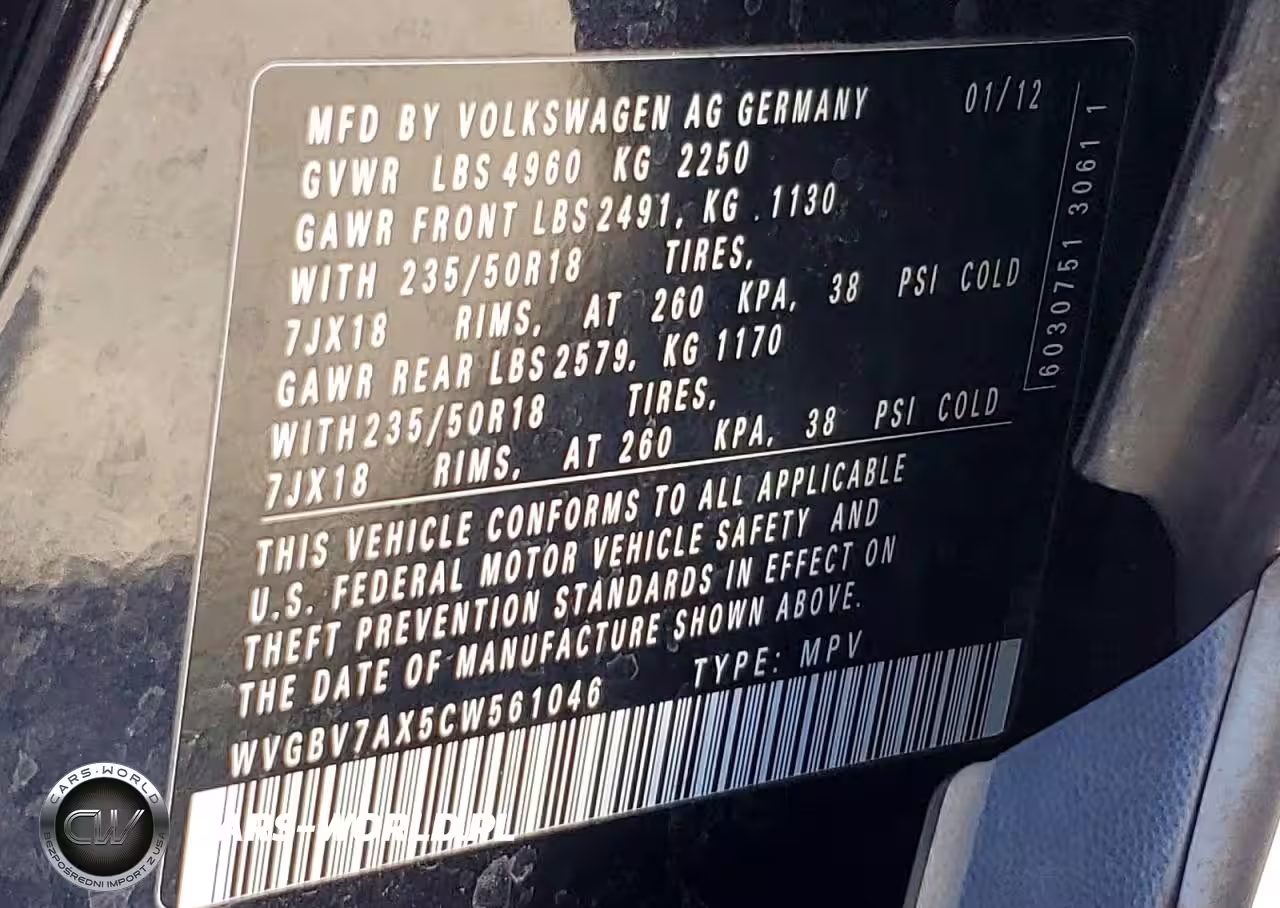 MFD BY VOLKSWAGEN AG GERMANY 01/12
GVWR LBS 4960 KG 2250
GAWR FRONT LBS 2491, KG .1130
WITH 235/50R18 TIRES,
7JX18 RIMS, AT 260 KPA, 38 PSI COLD
GAWR REAR LBS 2579, KG 1170
WITH 235/50R18 TIRES,
7JX18 RIMS, AT 260 KPA, 38 PSI COLD
THIS VEHICLE CONFORMS TO ALL APPLICABLE
U.S. FEDERAL MOTOR VEHICLE SAFETY AND
THEFT PREVENTION STANDARDS IN EFFECT ON
THE DATE OF MANUFACTURE SHOWN ABOVE.
WVGBV7AX5CW561046 TYPE: MPV
6030751 3061 1
CARS-WORLD
CW
BEZPOŚREDNI IMPORT Z USA
CARS-WORLD.PL